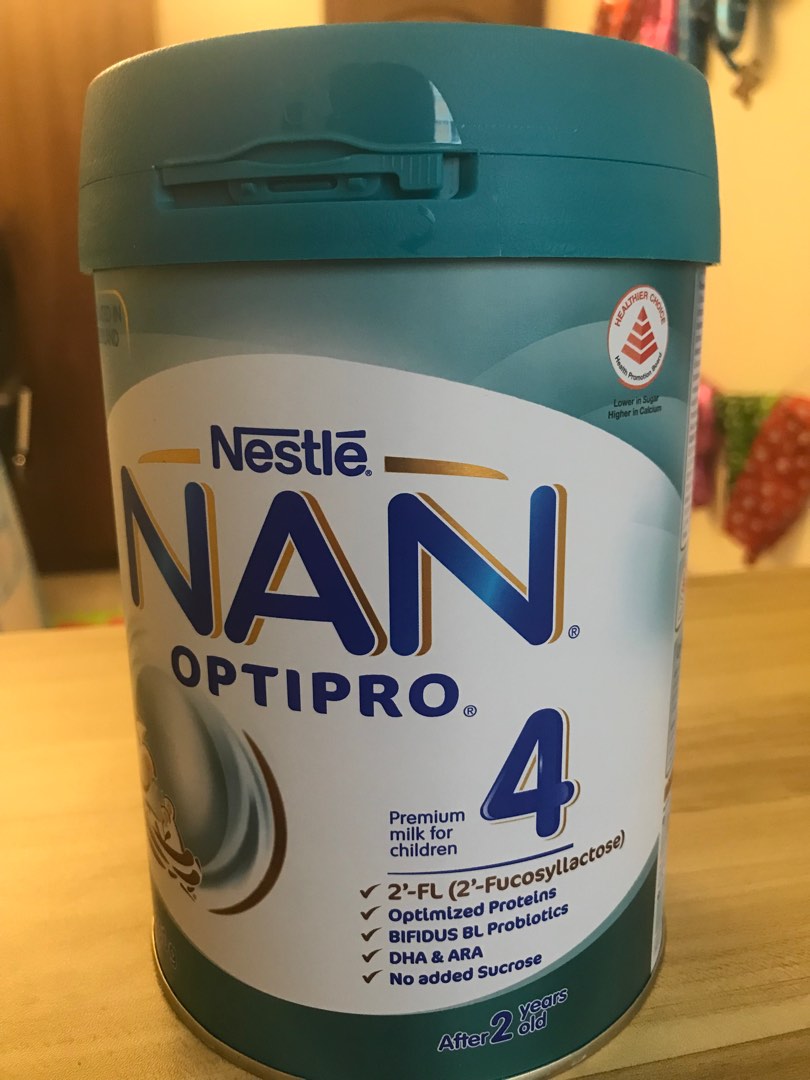 HEALTHIER CHOICE
Health Promotion Board
Lower in Sugar
Higher in Calcium
Nestlé®
NAN®
OPTIPRO®
4
Premium
milk for
children
✓ 2'-FL (2'-Fucosyllactose)
✓ Optimized Proteins
✓ BIFIDUS BL Probiotics
✓ DHA & ARA
✓ No added Sucrose
After 2 years old